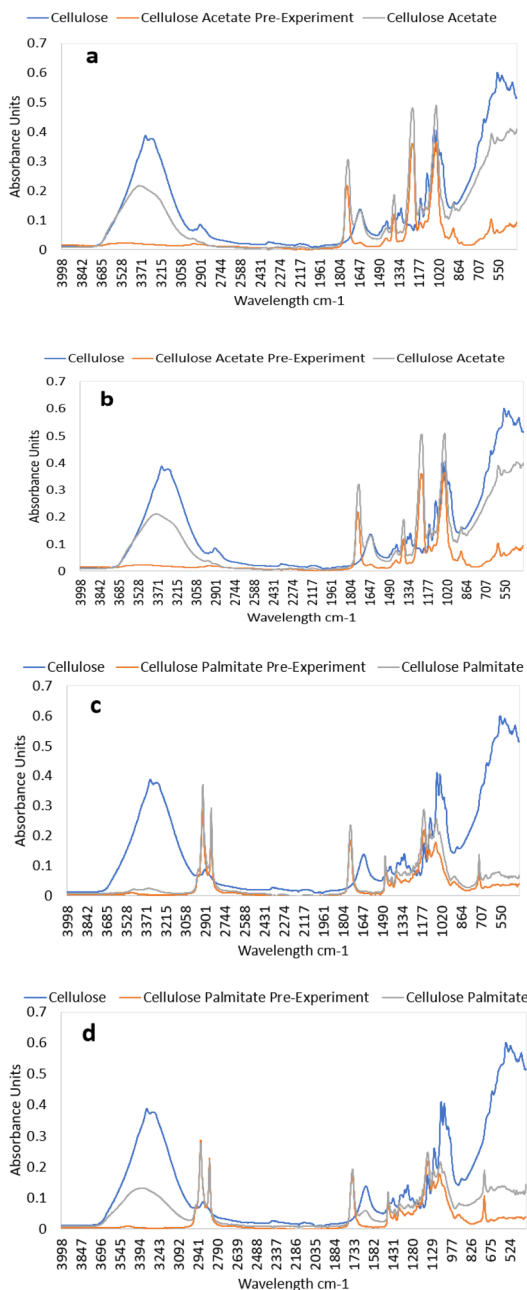 Cellulose Cellulose Acetate Pre-Experiment Cellulose Acetate
a
Absorbance Units
0.7
0.6
0.5
0.4
0.3
0.2
0.1
0
3998 3842 3685 3528 3371 3215 3058 2901 2744 2588 2431 2274 2117 1961 1804 1647 1490 1334 1177 1020 864 707 550
Wavelength cm-1
Cellulose Cellulose Acetate Pre-Experiment Cellulose Acetate
b
Absorbance Units
0.7
0.6
0.5
0.4
0.3
0.2
0.1
0
3998 3842 3685 3528 3371 3215 3058 2901 2744 2588 2431 2274 2117 1961 1804 1647 1490 1334 1177 1020 864 707 550
Wavelength cm-1
Cellulose Cellulose Palmitate Pre-Experiment Cellulose Palmitate
c
Absorbance Units
0.7
0.6
0.5
0.4
0.3
0.2
0.1
0
3998 3842 3685 3528 3371 3215 3058 2901 2744 2588 2431 2274 2117 1961 1804 1647 1490 1334 1177 1020 864 707 550
Wavelength cm-1
Cellulose Cellulose Palmitate Pre-Experiment Cellulose Palmitate
d
Absorbance Units
0.7
0.6
0.5
0.4
0.3
0.2
0.1
0
3998 3847 3696 3545 3394 3243 3092 2941 2790 2639 2488 2337 2186 2035 1884 1733 1582 1431 1280 1129 977 826 675 524
Wavelength cm-1